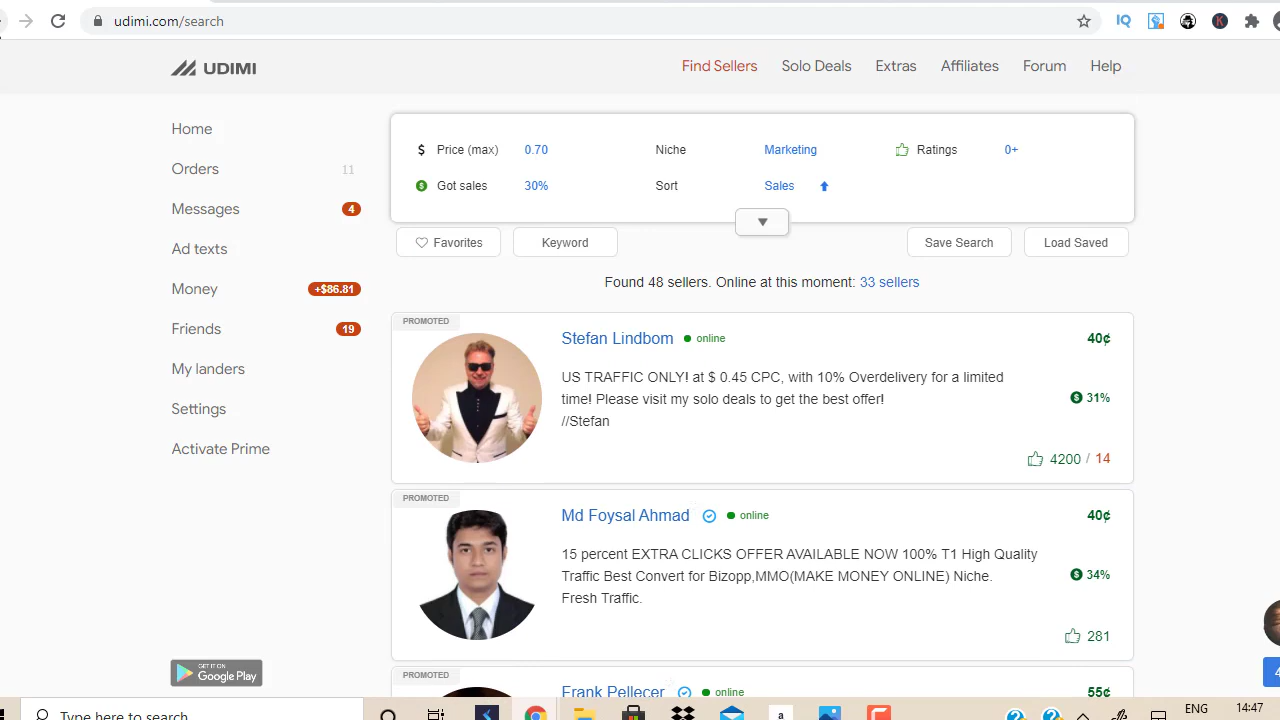 udimi.com/search
IQ
K
UDIMI
Find Sellers
Solo Deals
Extras
Affiliates
Forum
Help
Home
Orders 11
Messages 4
Ad texts
Money +$86.81
Friends 19
My landers
Settings
Activate Prime
GET IT ON
Google Play
$ Price (max) 0.70 Niche Marketing Ratings 0+
$ Got sales 30% Sort Sales
Favorites
Keyword
Save Search
Load Saved
Found 48 sellers. Online at this moment: 33 sellers
PROMOTED
Stefan Lindbom online 40¢
US TRAFFIC ONLY! at $ 0.45 CPC, with 10% Overdelivery for a limited
time! Please visit my solo deals to get the best offer!
//Stefan
$ 31%
4200 / 14
PROMOTED
Md Foysal Ahmad online 40¢
15 percent EXTRA CLICKS OFFER AVAILABLE NOW 100% T1 High Quality
Traffic Best Convert for Bizopp,MMO(MAKE MONEY ONLINE) Niche.
Fresh Traffic.
$ 34%
281
PROMOTED
Frank Pellecer online 55¢
4
Type here to search
a
ENG
14:47